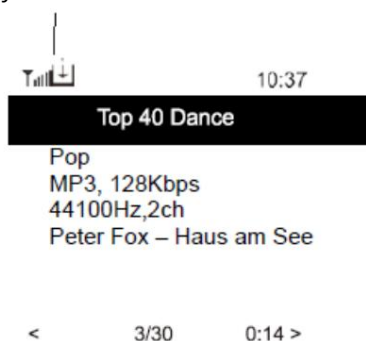 10:37
Top 40 Dance
Pop
MP3, 128Kbps
44100Hz,2ch
Peter Fox – Haus am See
< 3/30 0:14 >